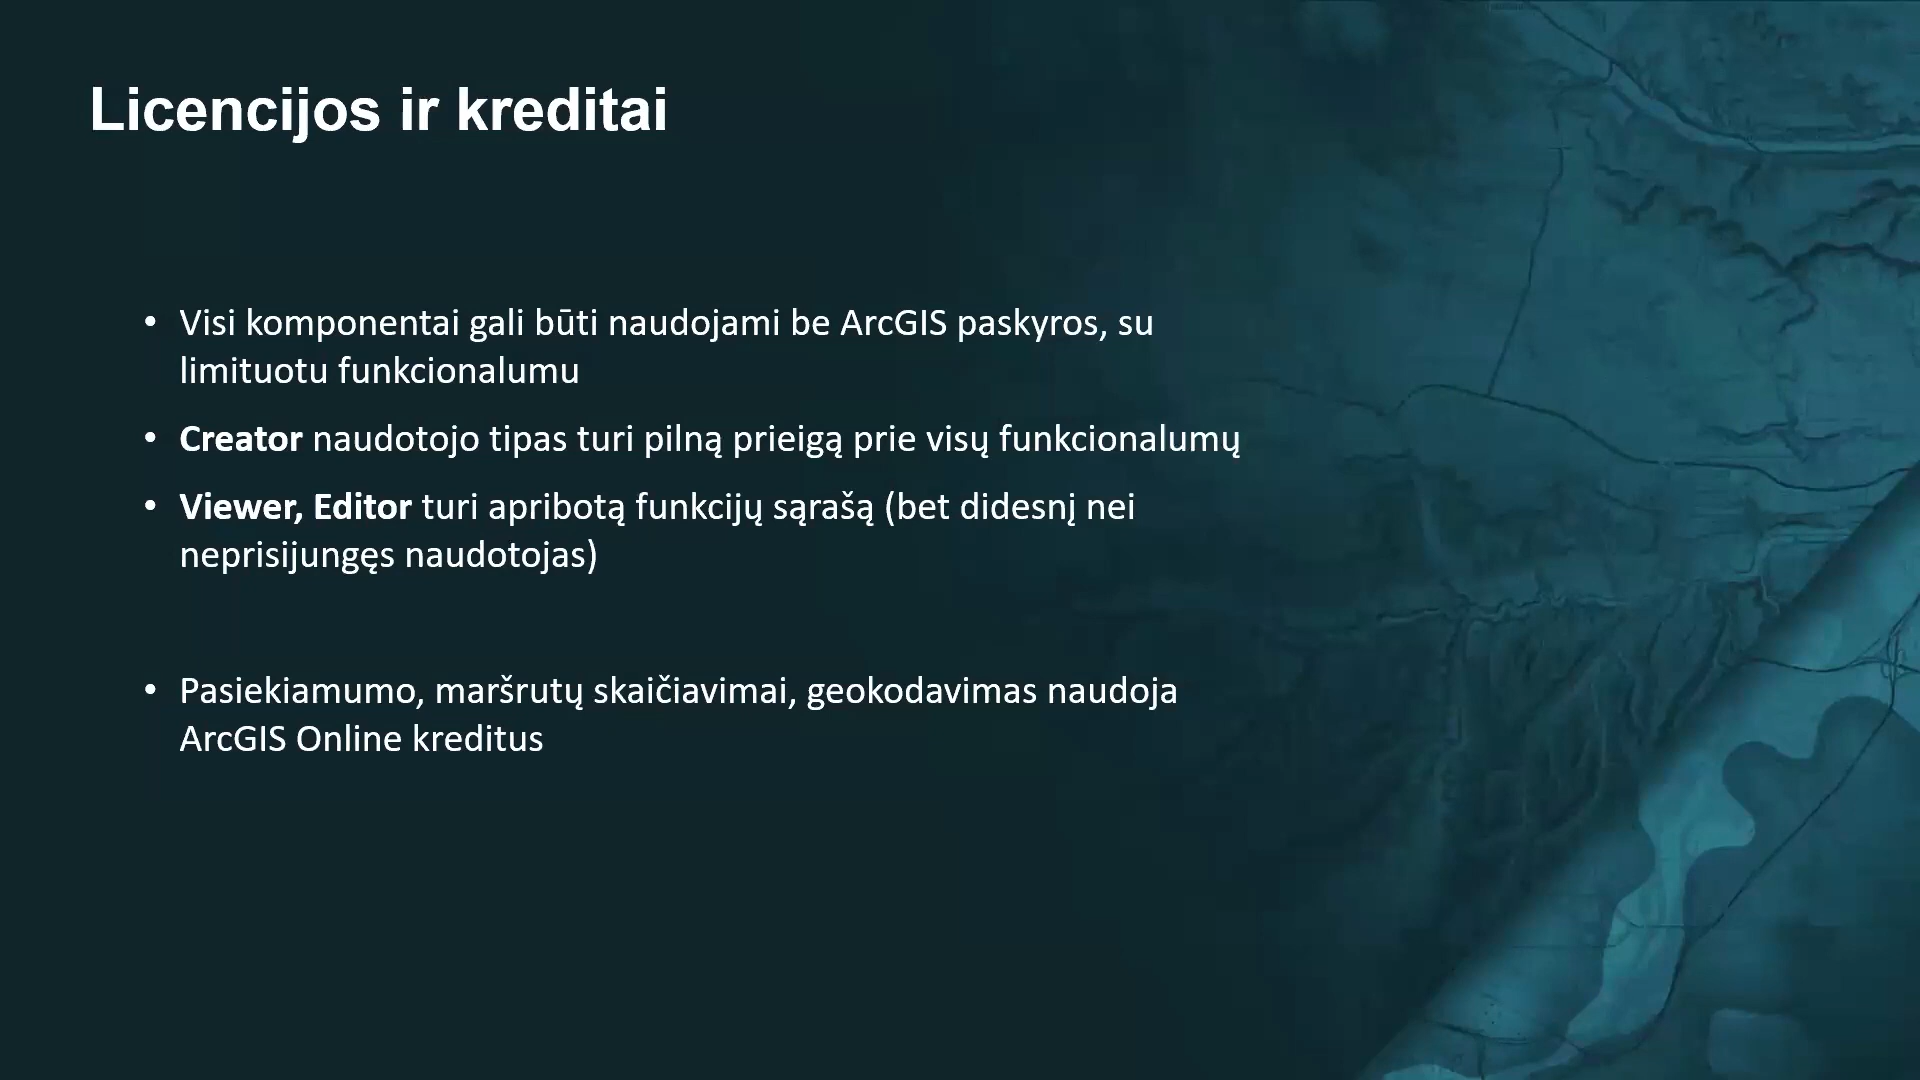 Licencijos ir kreditai
• Visi komponentai gali būti naudojami be ArcGIS paskyros, su
limituotu funkcionalumu
• Creator naudotojo tipas turi pilną prieigą prie visų funkcionalumų
• Viewer, Editor turi apribotą funkcijų sąrašą (bet didesnį nei
neprisijungęs naudotojas)
• Pasiekiamumo, maršrutų skaičiavimai, geokodavimas naudoja
ArcGIS Online kreditus